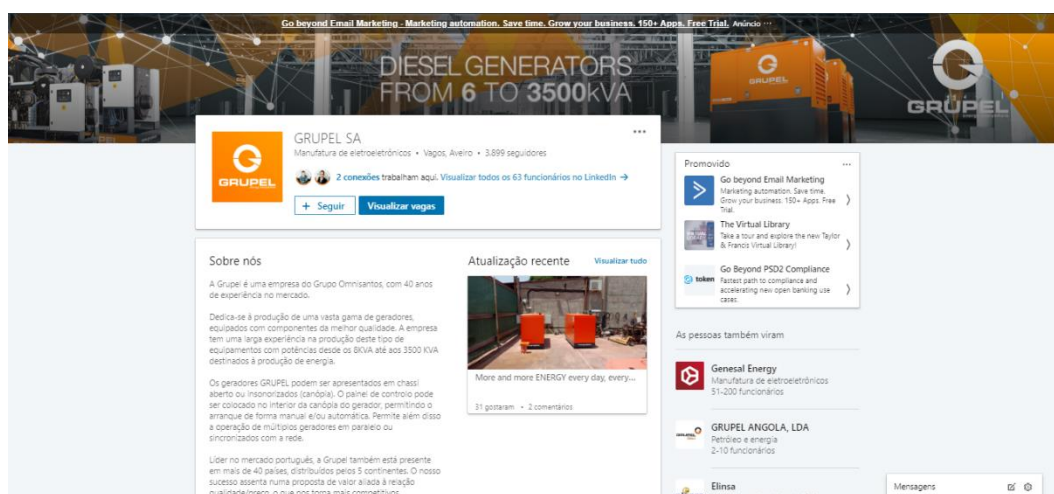 Go beyond Email Marketing - Marketing automation. Save time. Grow your business. 150+ Apps. Free Trial. Anúncio ...
DIESEL GENERATORS
FROM 6 TO 3500KVA
GRUPEL
GRUPEL
GRUPEL
GRUPEL SA
Manufatura de eletroeletrônicos • Vagos, Aveiro • 3.899 seguidores
2 conexões trabalham aqui. Visualizar todos os 63 funcionários no LinkedIn →
+ Seguir
Visualizar vagas
Sobre nós
A Grupel é uma empresa do Grupo Omnisantos, com 40 anos
de experiência no mercado.
Dedica-se à produção de uma vasta gama de geradores,
equipados com componentes da melhor qualidade. A empresa
tem uma larga experiência na produção deste tipo de
equipamentos com potências desde os 8KVA até aos 3500 KVA
destinados à produção de energia.
Os geradores GRUPEL podem ser apresentados em chassi
aberto ou insonorizados (canópia). O painel de controlo pode
ser colocado no interior da canópia do gerador, permitindo o
arranque de forma manual e/ou automática. Permite além disso
a operação de múltiplos geradores em paralelo ou
sincronizados com a rede.
Líder no mercado português, a Grupel também está presente
em mais de 40 países, distribuídos pelos 5 continentes. O nosso
sucesso assenta numa proposta de valor aliada à relação
qualidade/preço, o que nos torna mais competitivos
Atualização recente
Visualizar tudo
More and more ENERGY every day, every...
31 gostaram • 2 comentários
Promovido
Go beyond Email Marketing
Marketing automation. Save time.
Grow your business. 150+ Apps. Free
Trial.
The Virtual Library
Take a tour and explore the new Taylor
& Francis Virtual Library!
token
Go Beyond PSD2 Compliance
Fastest path to compliance and
accelerating new open banking use
cases.
As pessoas também viram
Genesal Energy
Manufatura de eletroeletrônicos
51-200 funcionários
GRUPEL ANGOLA, LDA
Petróleo e energia
2-10 funcionários
Elinsa
Mensagens